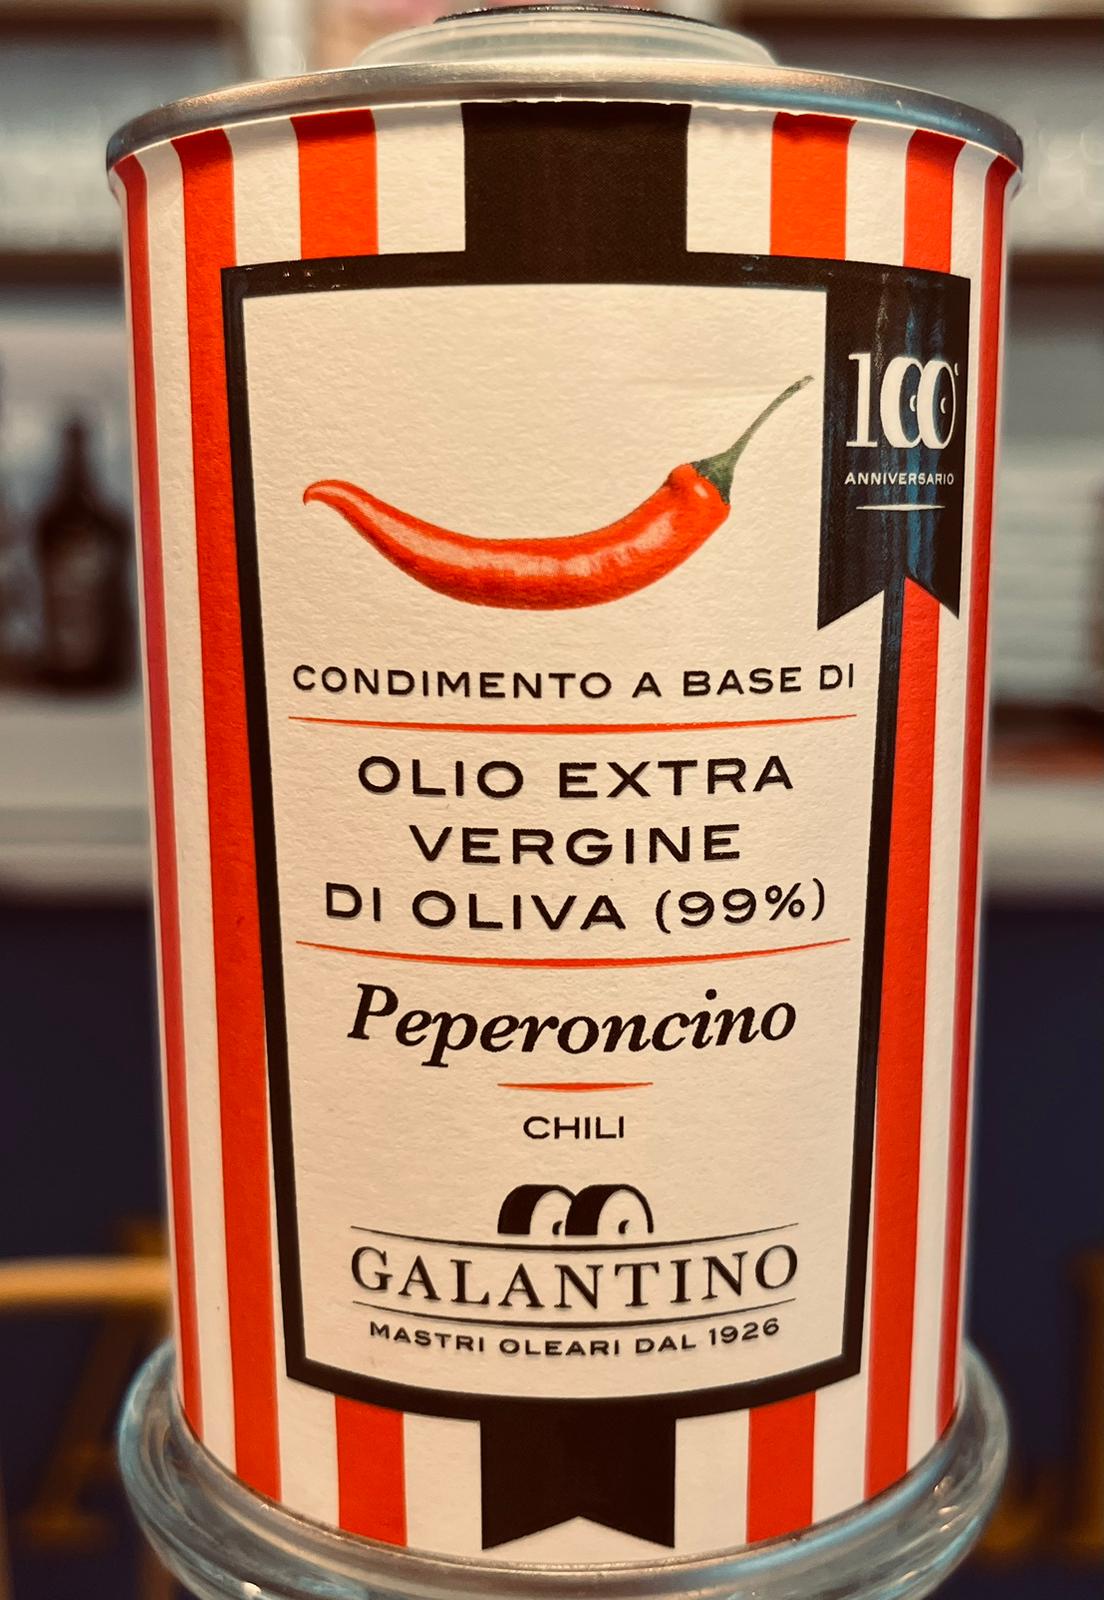 100°
ANNIVERSARIO
CONDIMENTO A BASE DI
OLIO EXTRA
VERGINE
DI OLIVA (99%)
Peperoncino
CHILI
GALANTINO
MASTRI OLEARI DAL 1926